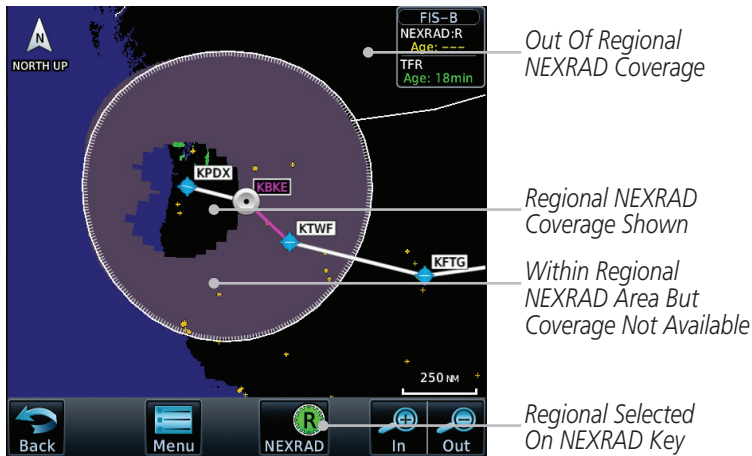 N
NORTH UP
FIS-B
NEXRAD:R
Age: ---
TFR
Age: 18min
Out Of Regional
NEXRAD Coverage
KPDX
KBKE
KTWF
KFTG
Regional NEXRAD
Coverage Shown
Within Regional
NEXRAD Area But
Coverage Not Available
250 NM
Back
Menu
R
NEXRAD
In
Out
Regional Selected
On NEXRAD Key